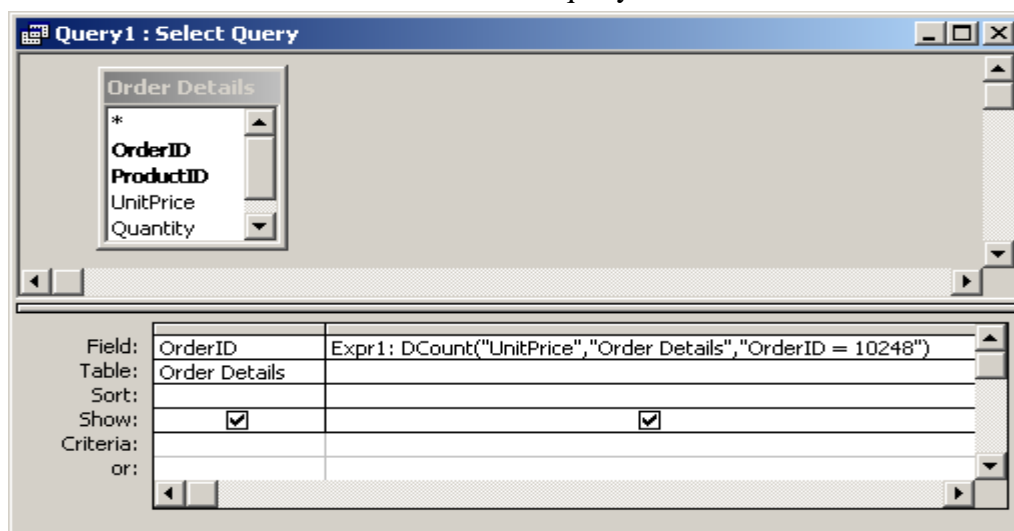 Query1 : Select Query
Order Details
*
OrderID
ProductID
UnitPrice
Quantity
Field: OrderID Expr1: DCount("UnitPrice","Order Details","OrderID = 10248")
Table: Order Details
Sort:
Show:
Criteria:
or: